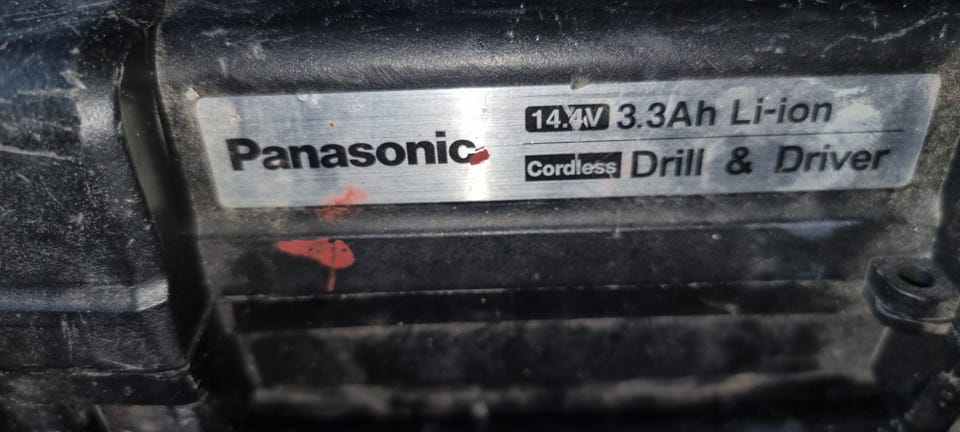 Panasonic
14.4V 3.3Ah Li-ion
Cordless Drill & Driver